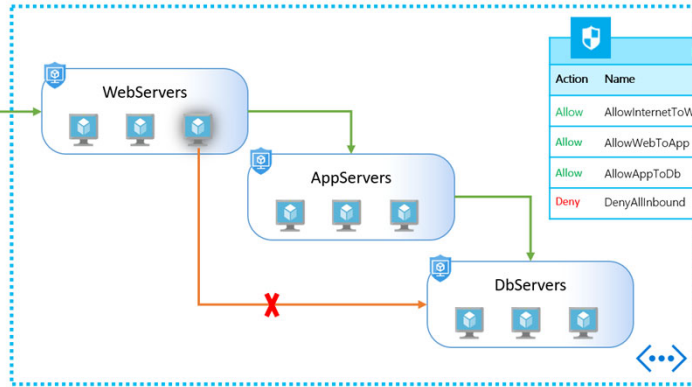 WebServers
AppServers
DbServers
Action Name
Allow AllowInternetToW
Allow AllowWebToApp
Allow AllowAppToDb
Deny DenyAllInbound